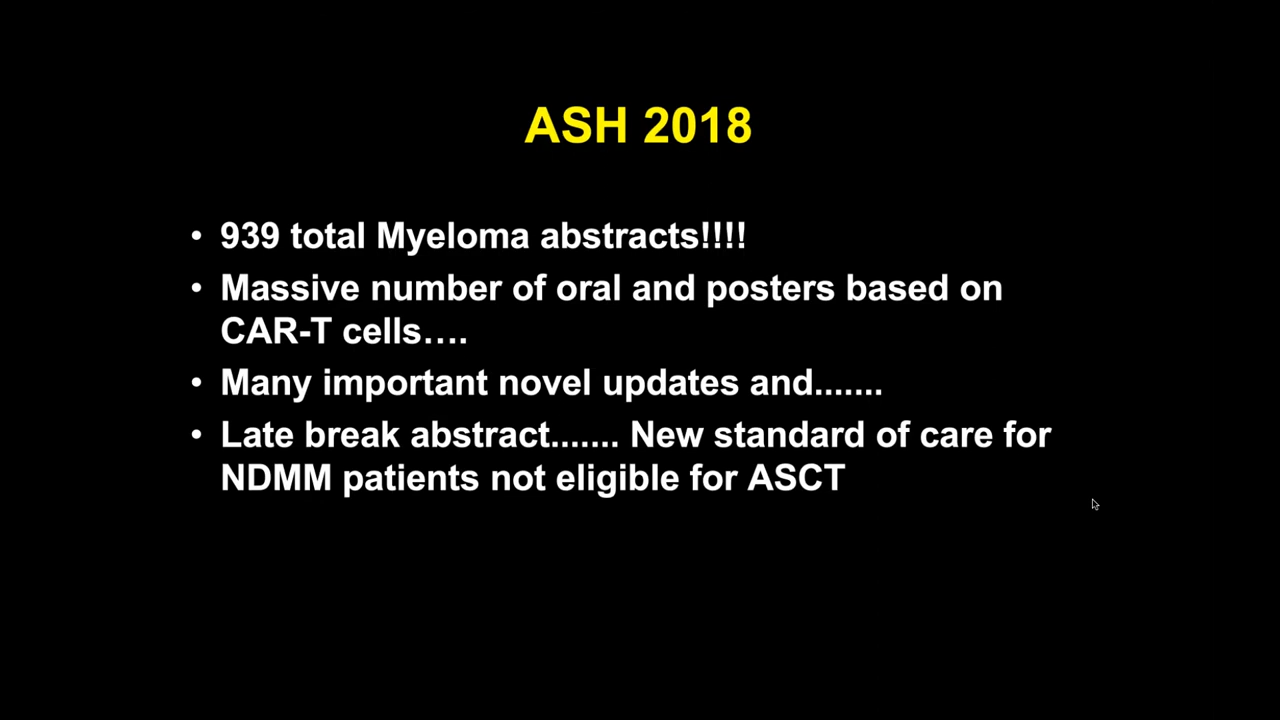 ASH 2018
• 939 total Myeloma abstracts!!!!
• Massive number of oral and posters based on
CAR-T cells….
• Many important novel updates and.......
• Late break abstract....... New standard of care for
NDMM patients not eligible for ASCT